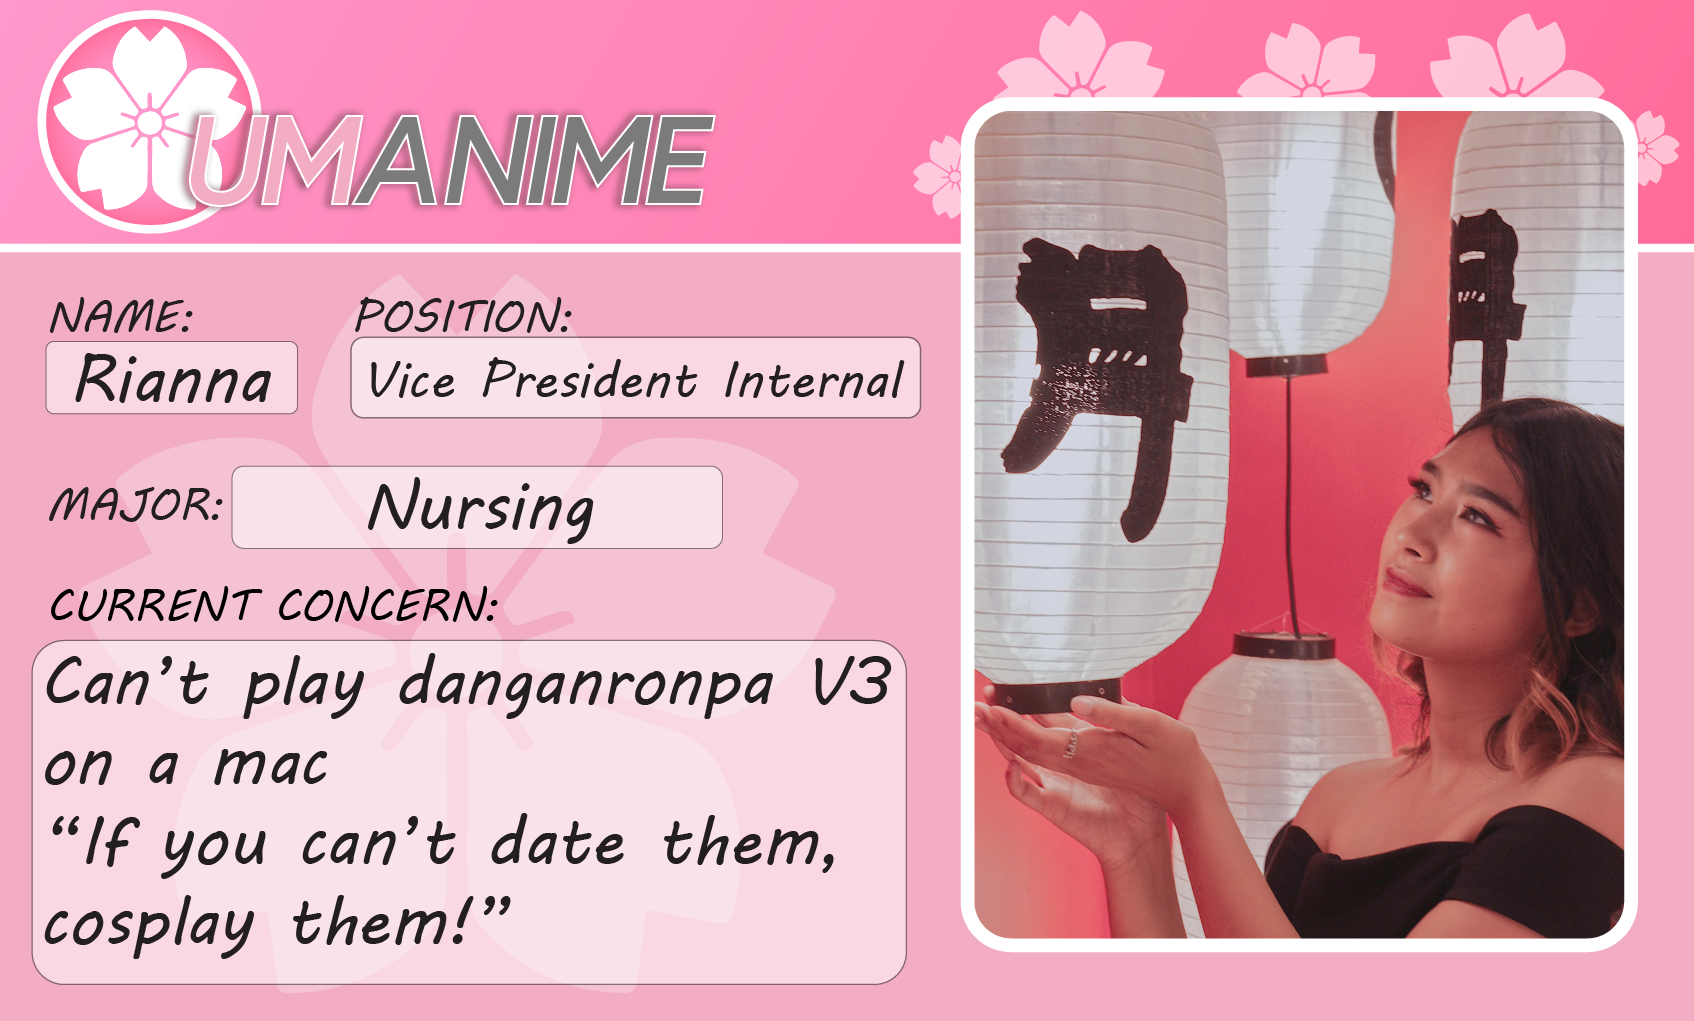 UMANIME
NAME:
Rianna
POSITION:
Vice President Internal
MAJOR:
Nursing
CURRENT CONCERN:
Can't play danganronpa V3
on a mac
“If you can't date them,
cosplay them!”